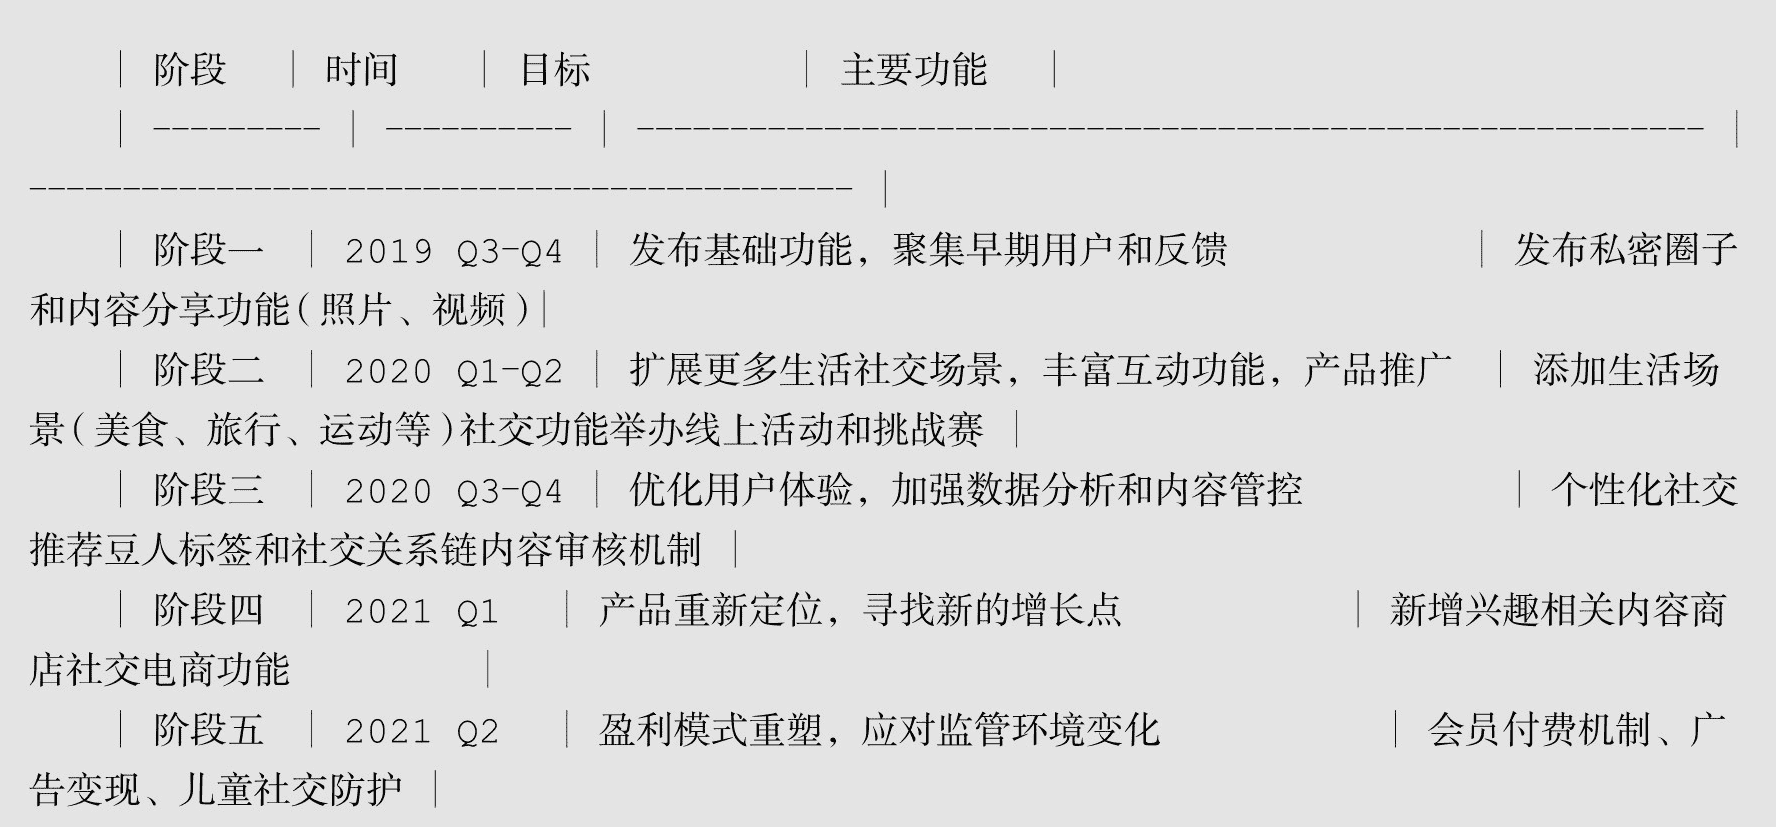 | 阶段 | 时间 | 目标 | 主要功能 |
| --------- | ---------- | --------------------------------------------------------- |
-------------------------------------------- |
| 阶段一 | 2019 Q3-Q4 | 发布基础功能，聚集早期用户和反馈 | 发布私密圈子
和内容分享功能(照片、视频)|
| 阶段二 | 2020 Q1-Q2 | 扩展更多生活社交场景，丰富互动功能，产品推广 | 添加生活场
景(美食、旅行、运动等)社交功能举办线上活动和挑战赛 |
| 阶段三 | 2020 Q3-Q4 | 优化用户体验，加强数据分析和内容管控 | 个性化社交
推荐豆人标签和社交关系链内容审核机制 |
| 阶段四 | 2021 Q1 | 产品重新定位，寻找新的增长点 | 新增兴趣相关内容商
店社交电商功能 |
| 阶段五 | 2021 Q2 | 盈利模式重塑，应对监管环境变化 | 会员付费机制、广
告变现、儿童社交防护 |